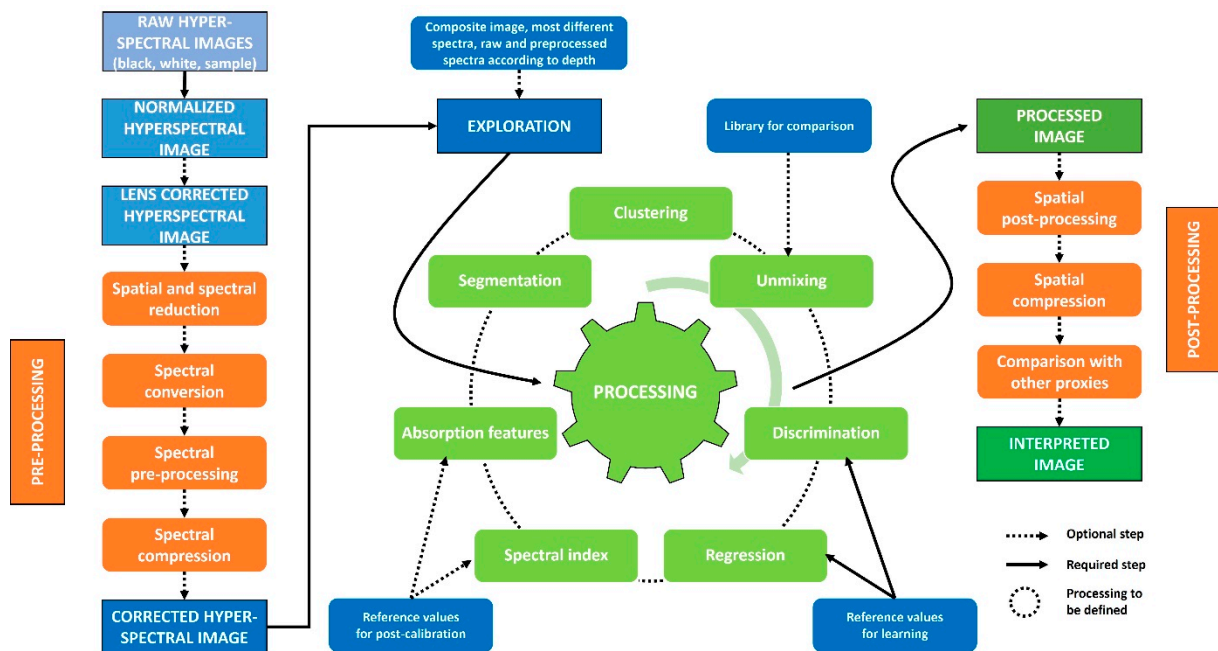 RAW HYPER-
SPECTRAL IMAGES
(black, white, sample)
NORMALIZED
HYPERSPECTRAL
IMAGE
LENS CORRECTED
HYPERSPECTRAL
IMAGE
Spatial and spectral
reduction
Spectral
conversion
Spectral
pre-processing
Spectral
compression
CORRECTED HYPER-
SPECTRAL IMAGE
PRE-PROCESSING
Composite image, most different
spectra, raw and preprocessed
spectra according to depth
EXPLORATION
Library for comparison
Clustering
Segmentation
Unmixing
PROCESSING
Absorption features
Discrimination
Spectral index
Regression
Reference values
for post-calibration
Reference values
for learning
PROCESSED
IMAGE
Spatial
post-processing
Spatial
compression
Comparison with
other proxies
INTERPRETED
IMAGE
POST-PROCESSING
Optional step
Required step
Processing to
be defined